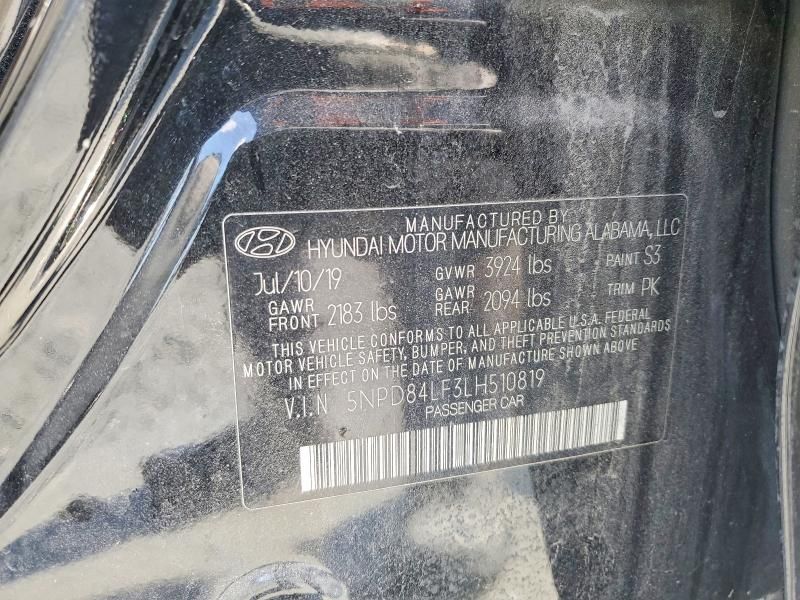 MANUFACTURED BY
HYUNDAI MOTOR MANUFACTURING ALABAMA, LLC
Jul/10/19 GVWR 3924 lbs PAINT S3
GAWR FRONT 2183 lbs GAWR REAR 2094 lbs TRIM PK
THIS VEHICLE CONFORMS TO ALL APPLICABLE U.S.A. FEDERAL
MOTOR VEHICLE SAFETY, BUMPER, AND THEFT PREVENTION STANDARDS
IN EFFECT ON THE DATE OF MANUFACTURE SHOWN ABOVE
V.I.N 5NPD84LF3LH510819
PASSENGER CAR